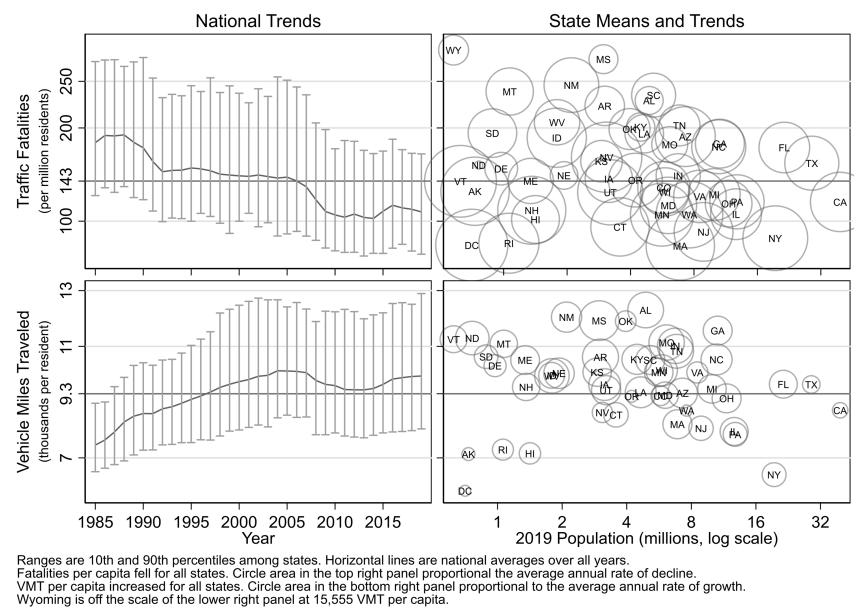 National Trends
State Means and Trends
Traffic Fatalities
(per million residents)
250
200
143
100
WY
MS
MT
NM
SC
AL
AR
WV
ID
SD
OK
KY
LA
TN
AZ
MO
GA
NC
FL
TX
ND
DE
NV
KS
NE
VT
AK
ME
IA
UT
OR
IN
CO
WI
MD
VA
MI
OH
PA
IL
CA
NH
HI
MN
WA
CT
NJ
DC
RI
MA
NY
Vehicle Miles Traveled
(thousands per resident)
13
11
9.3
7
NM
MS
OK
AL
GA
VT
ND
MT
SD
DE
ME
AR
KY
SC
MO
IN
TN
NC
NE
KS
MN
WI
VA
NH
IA
UT
OR
LA
MD
AZ
MI
OH
FL
TX
NV
CT
WA
CA
MA
NJ
IL
PA
AK
RI
HI
NY
DC
1985
1990
1995
2000
2005
2010
2015
Year
1
2
4
8
16
32
2019 Population (millions, log scale)
Ranges are 10th and 90th percentiles among states. Horizontal lines are national averages over all years.
Fatalities per capita fell for all states. Circle area in the top right panel proportional the average annual rate of decline.
VMT per capita increased for all states. Circle area in the bottom right panel proportional to the average annual rate of growth.
Wyoming is off the scale of the lower right panel at 15,555 VMT per capita.